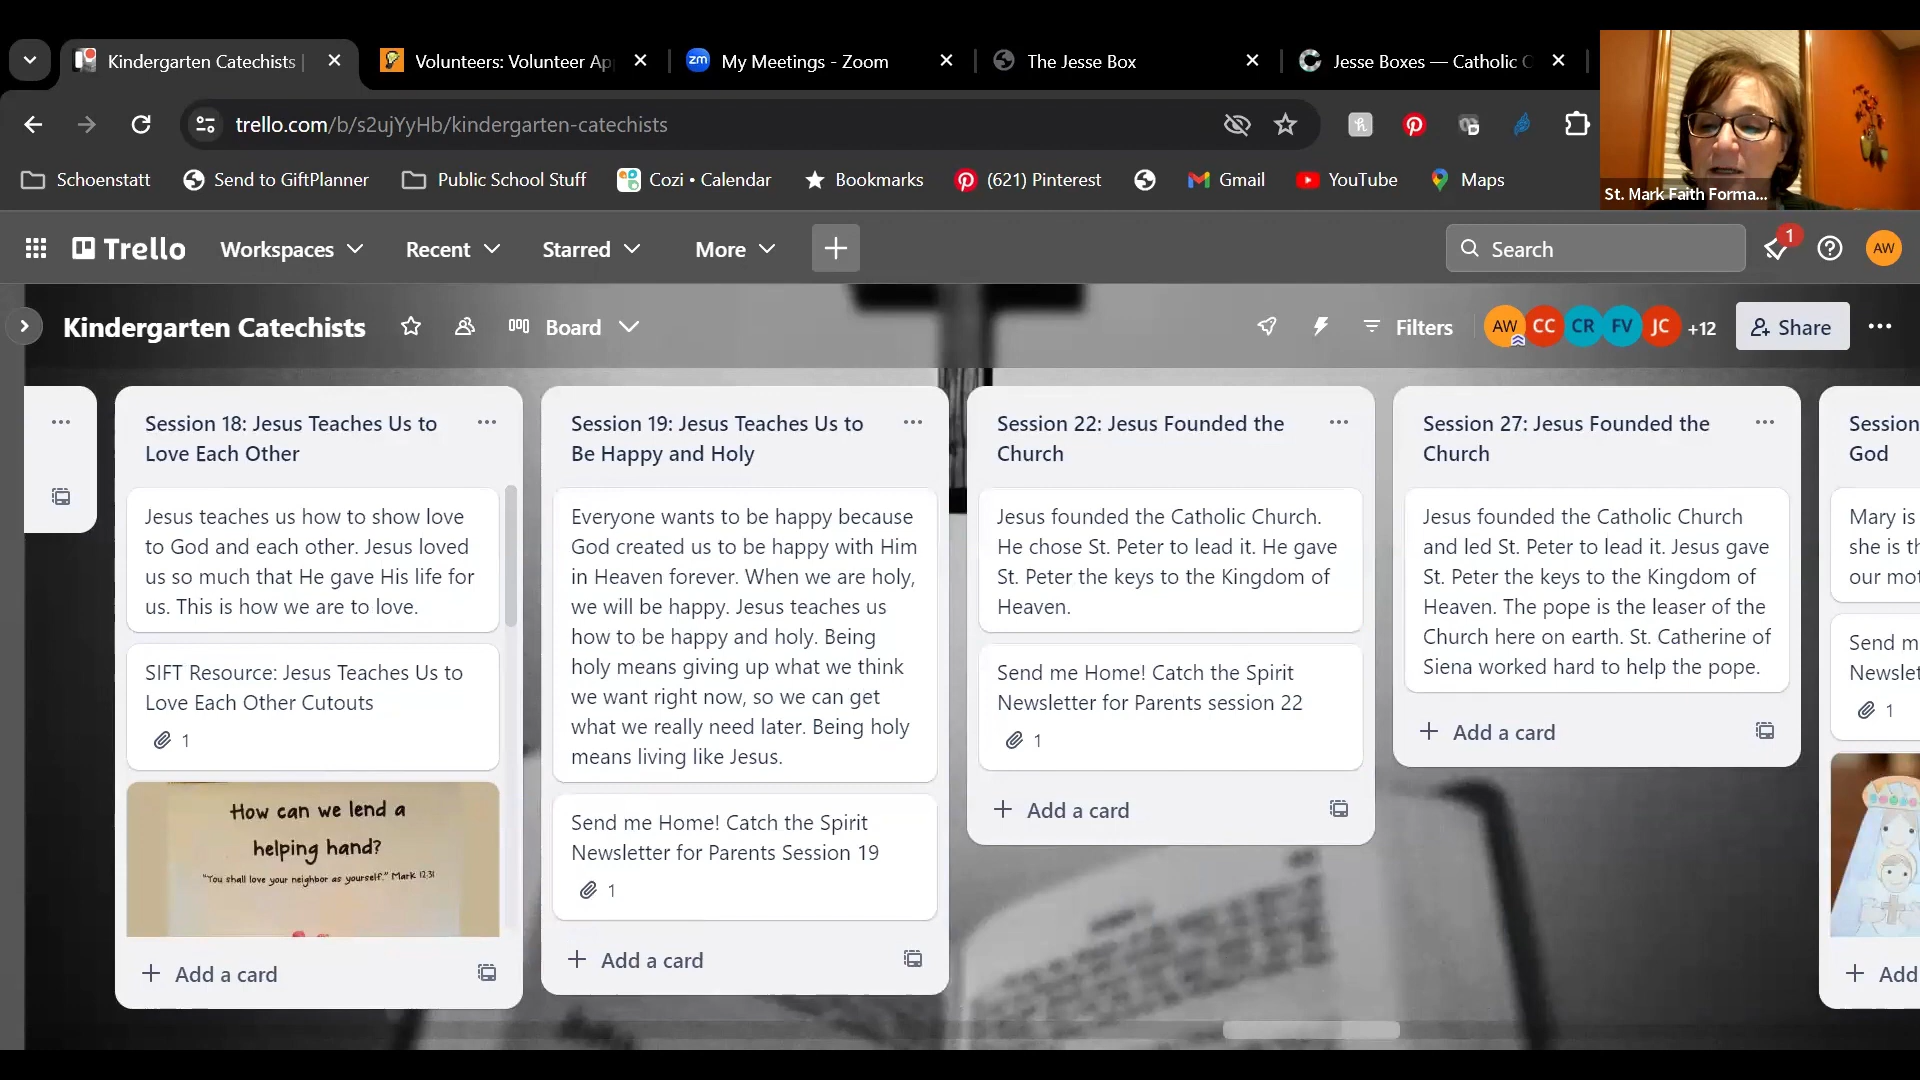 Kindergarten Catechists |
Volunteers: Volunteer Ap
My Meetings - Zoom
The Jesse Box
Jesse Boxes — Catholic
trello.com/b/s2ujYyHb/kindergarten-catechists
Schoenstatt
Send to GiftPlanner
Public School Stuff
Cozi • Calendar
Bookmarks
(621) Pinterest
Gmail
YouTube
Maps
St. Mark Faith Forma...
Trello
Workspaces
Recent
Starred
More
Search
1
AW
Kindergarten Catechists
Board
Filters
AW CC CR FV JC +12
Share
Session 18: Jesus Teaches Us to
Love Each Other
Jesus teaches us how to show love
to God and each other. Jesus loved
us so much that He gave His life for
us. This is how we are to love.
SIFT Resource: Jesus Teaches Us to
Love Each Other Cutouts
1
How can we lend a
helping hand?
"You shall love your neighbor as yourself." Mark 12:31
+ Add a card
Session 19: Jesus Teaches Us to
Be Happy and Holy
Everyone wants to be happy because
God created us to be happy with Him
in Heaven forever. When we are holy,
we will be happy. Jesus teaches us
how to be happy and holy. Being
holy means giving up what we think
we want right now, so we can get
what we really need later. Being holy
means living like Jesus.
Send me Home! Catch the Spirit
Newsletter for Parents Session 19
1
+ Add a card
Session 22: Jesus Founded the
Church
Jesus founded the Catholic Church.
He chose St. Peter to lead it. He gave
St. Peter the keys to the Kingdom of
Heaven.
Send me Home! Catch the Spirit
Newsletter for Parents session 22
1
+ Add a card
Session 27: Jesus Founded the
Church
Jesus founded the Catholic Church
and led St. Peter to lead it. Jesus gave
St. Peter the keys to the Kingdom of
Heaven. The pope is the leaser of the
Church here on earth. St. Catherine of
Siena worked hard to help the pope.
+ Add a card
Session
God
Mary is
she is th
our mot
Send m
Newslet
1
+ Add